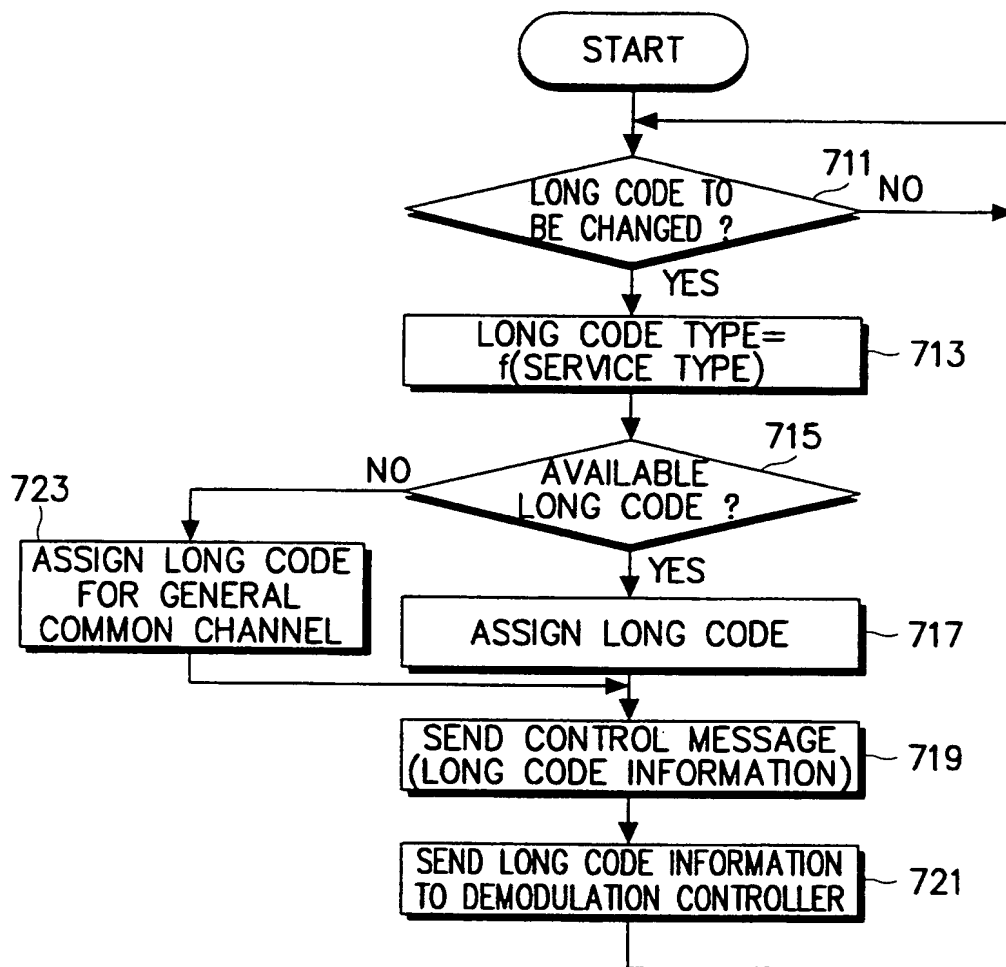 START
711
LONG CODE TO
BE CHANGED ?
NO
YES
LONG CODE TYPE=
f(SERVICE TYPE)
713
715
NO
AVAILABLE
LONG CODE ?
723
YES
ASSIGN LONG CODE
FOR GENERAL
COMMON CHANNEL
ASSIGN LONG CODE
717
SEND CONTROL MESSAGE
(LONG CODE INFORMATION)
719
SEND LONG CODE INFORMATION
TO DEMODULATION CONTROLLER
721